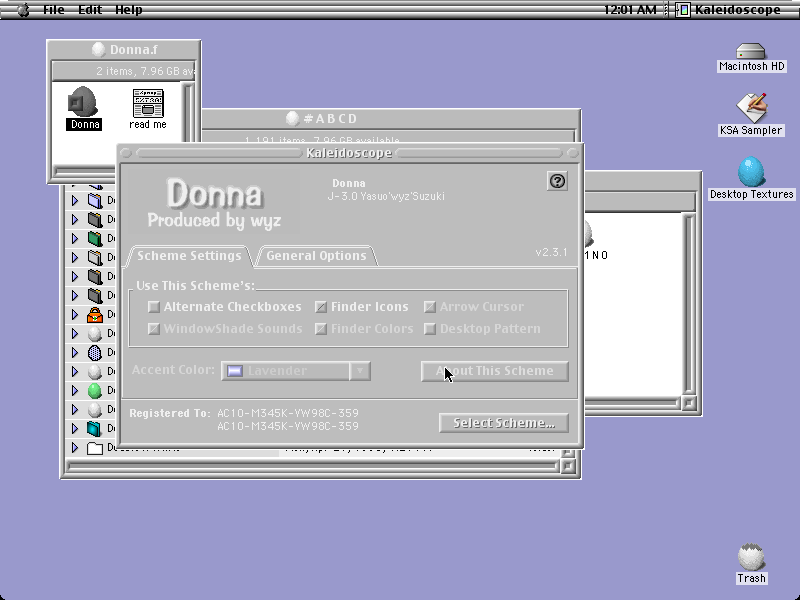 File Edit Help
12:01 AM Kaleidoscope
Donna.f
2 items, 7.96 GB av
Donna
read me
# A B C D
1,191 items, 7.96 GB available
Kaleidoscope
Donna
Produced by wyz
Donna
J-3.0 Yasuo'wyz'Suzuki
?
v2.3.1
Scheme Settings
General Options
Use This Scheme's:
Alternate Checkboxes
Finder Icons
Arrow Cursor
WindowShade Sounds
Finder Colors
Desktop Pattern
Accent Color:
Lavender
About This Scheme
Registered To: AC10-M345K-YW98C-359
AC10-M345K-YW98C-359
Select Scheme...
Macintosh HD
KSA Sampler
Desktop Textures
Trash